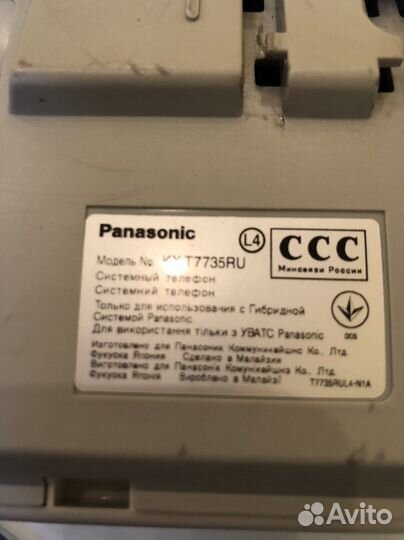 Panasonic
L4
CCC
Минсвязи России
Модель No. KX-T7735RU
Системный телефон
Системний телефон
Только для использования с Гибридной
Системой Panasonic.
Для використання тільки з УВАТС Panasonic
006
Изготовлено для Панасоник Коммуникейшнс Ко., Лтд.
Фукуока Япония Сделано в Малайзии
Виготовлено для Панасонік Комунікейшнз Ко., Лтд.
Фукуока Японія Вироблено в Малайзії
T7735RUL4-N1A
Avito